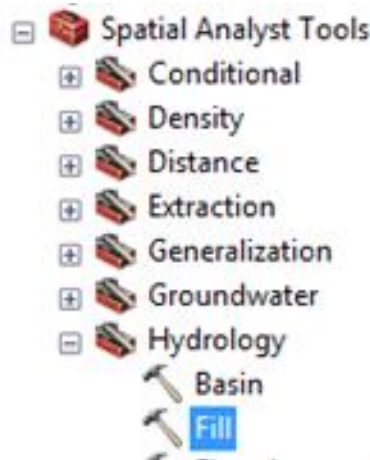 Spatial Analyst Tools
Conditional
Density
Distance
Extraction
Generalization
Groundwater
Hydrology
Basin
Fill